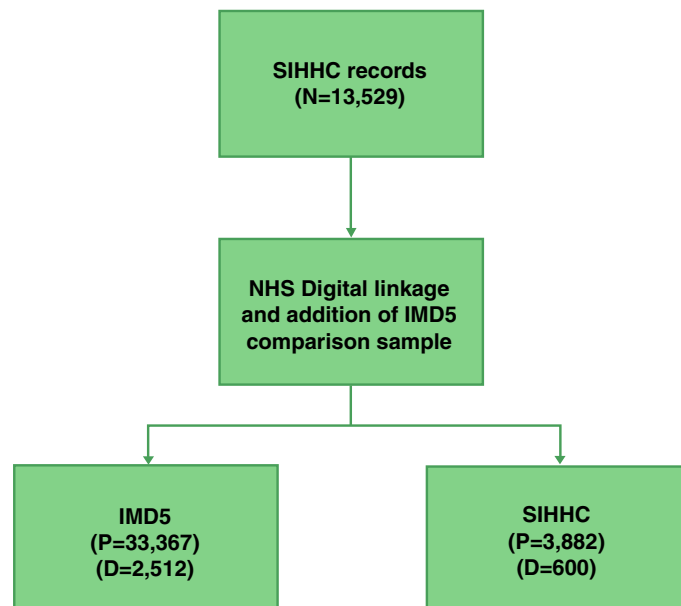 SIHHC records
(N=13,529)
NHS Digital linkage
and addition of IMD5
comparison sample
IMD5
(P=33,367)
(D=2,512)
SIHHC
(P=3,882)
(D=600)